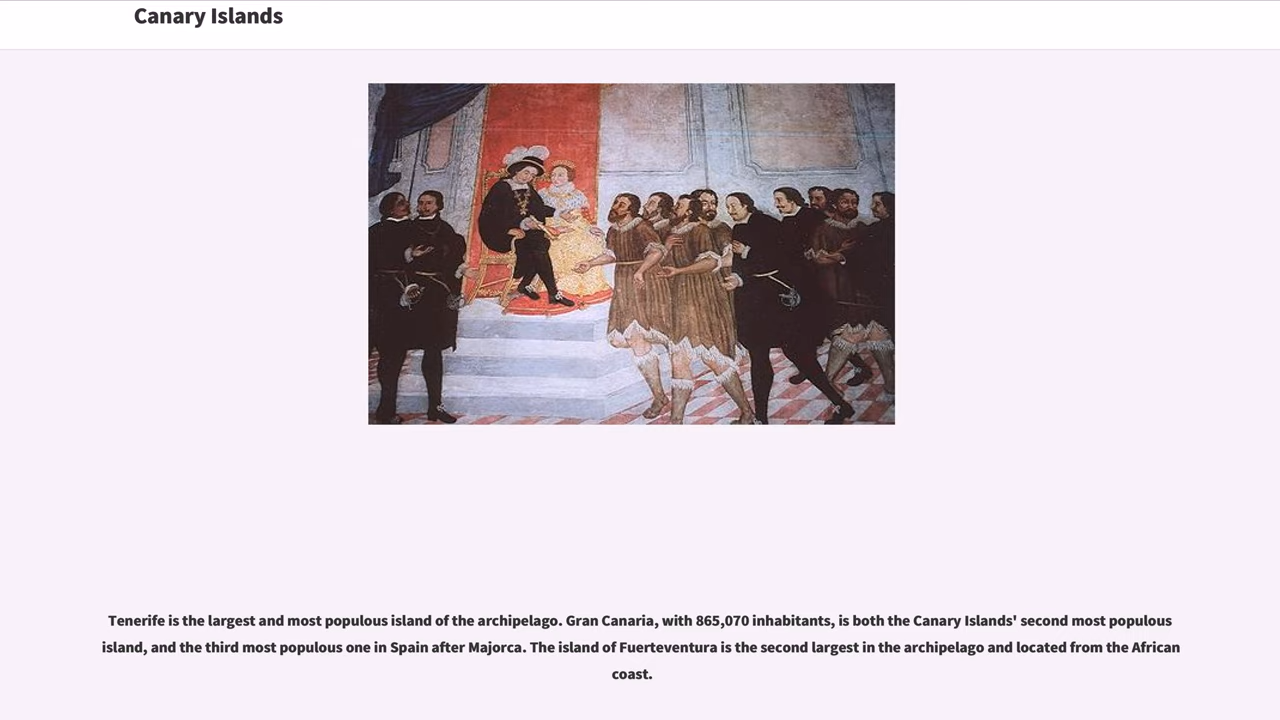 Canary Islands
Tenerife is the largest and most populous island of the archipelago. Gran Canaria, with 865,070 inhabitants, is both the Canary Islands' second most populous
island, and the third most populous one in Spain after Majorca. The island of Fuerteventura is the second largest in the archipelago and located from the African
coast.